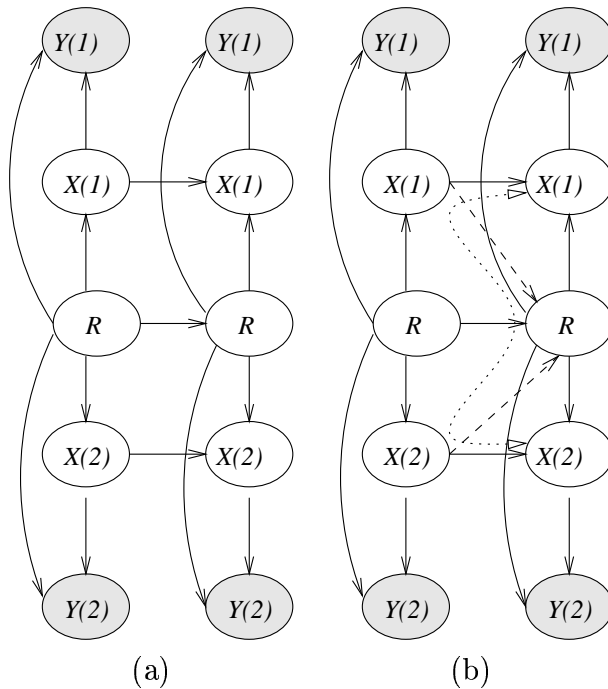 Y(1) Y(1) Y(1) Y(1)
X(1) X(1) X(1) X(1)
R R R R
X(2) X(2) X(2) X(2)
Y(2) Y(2) Y(2) Y(2)
(a) (b)